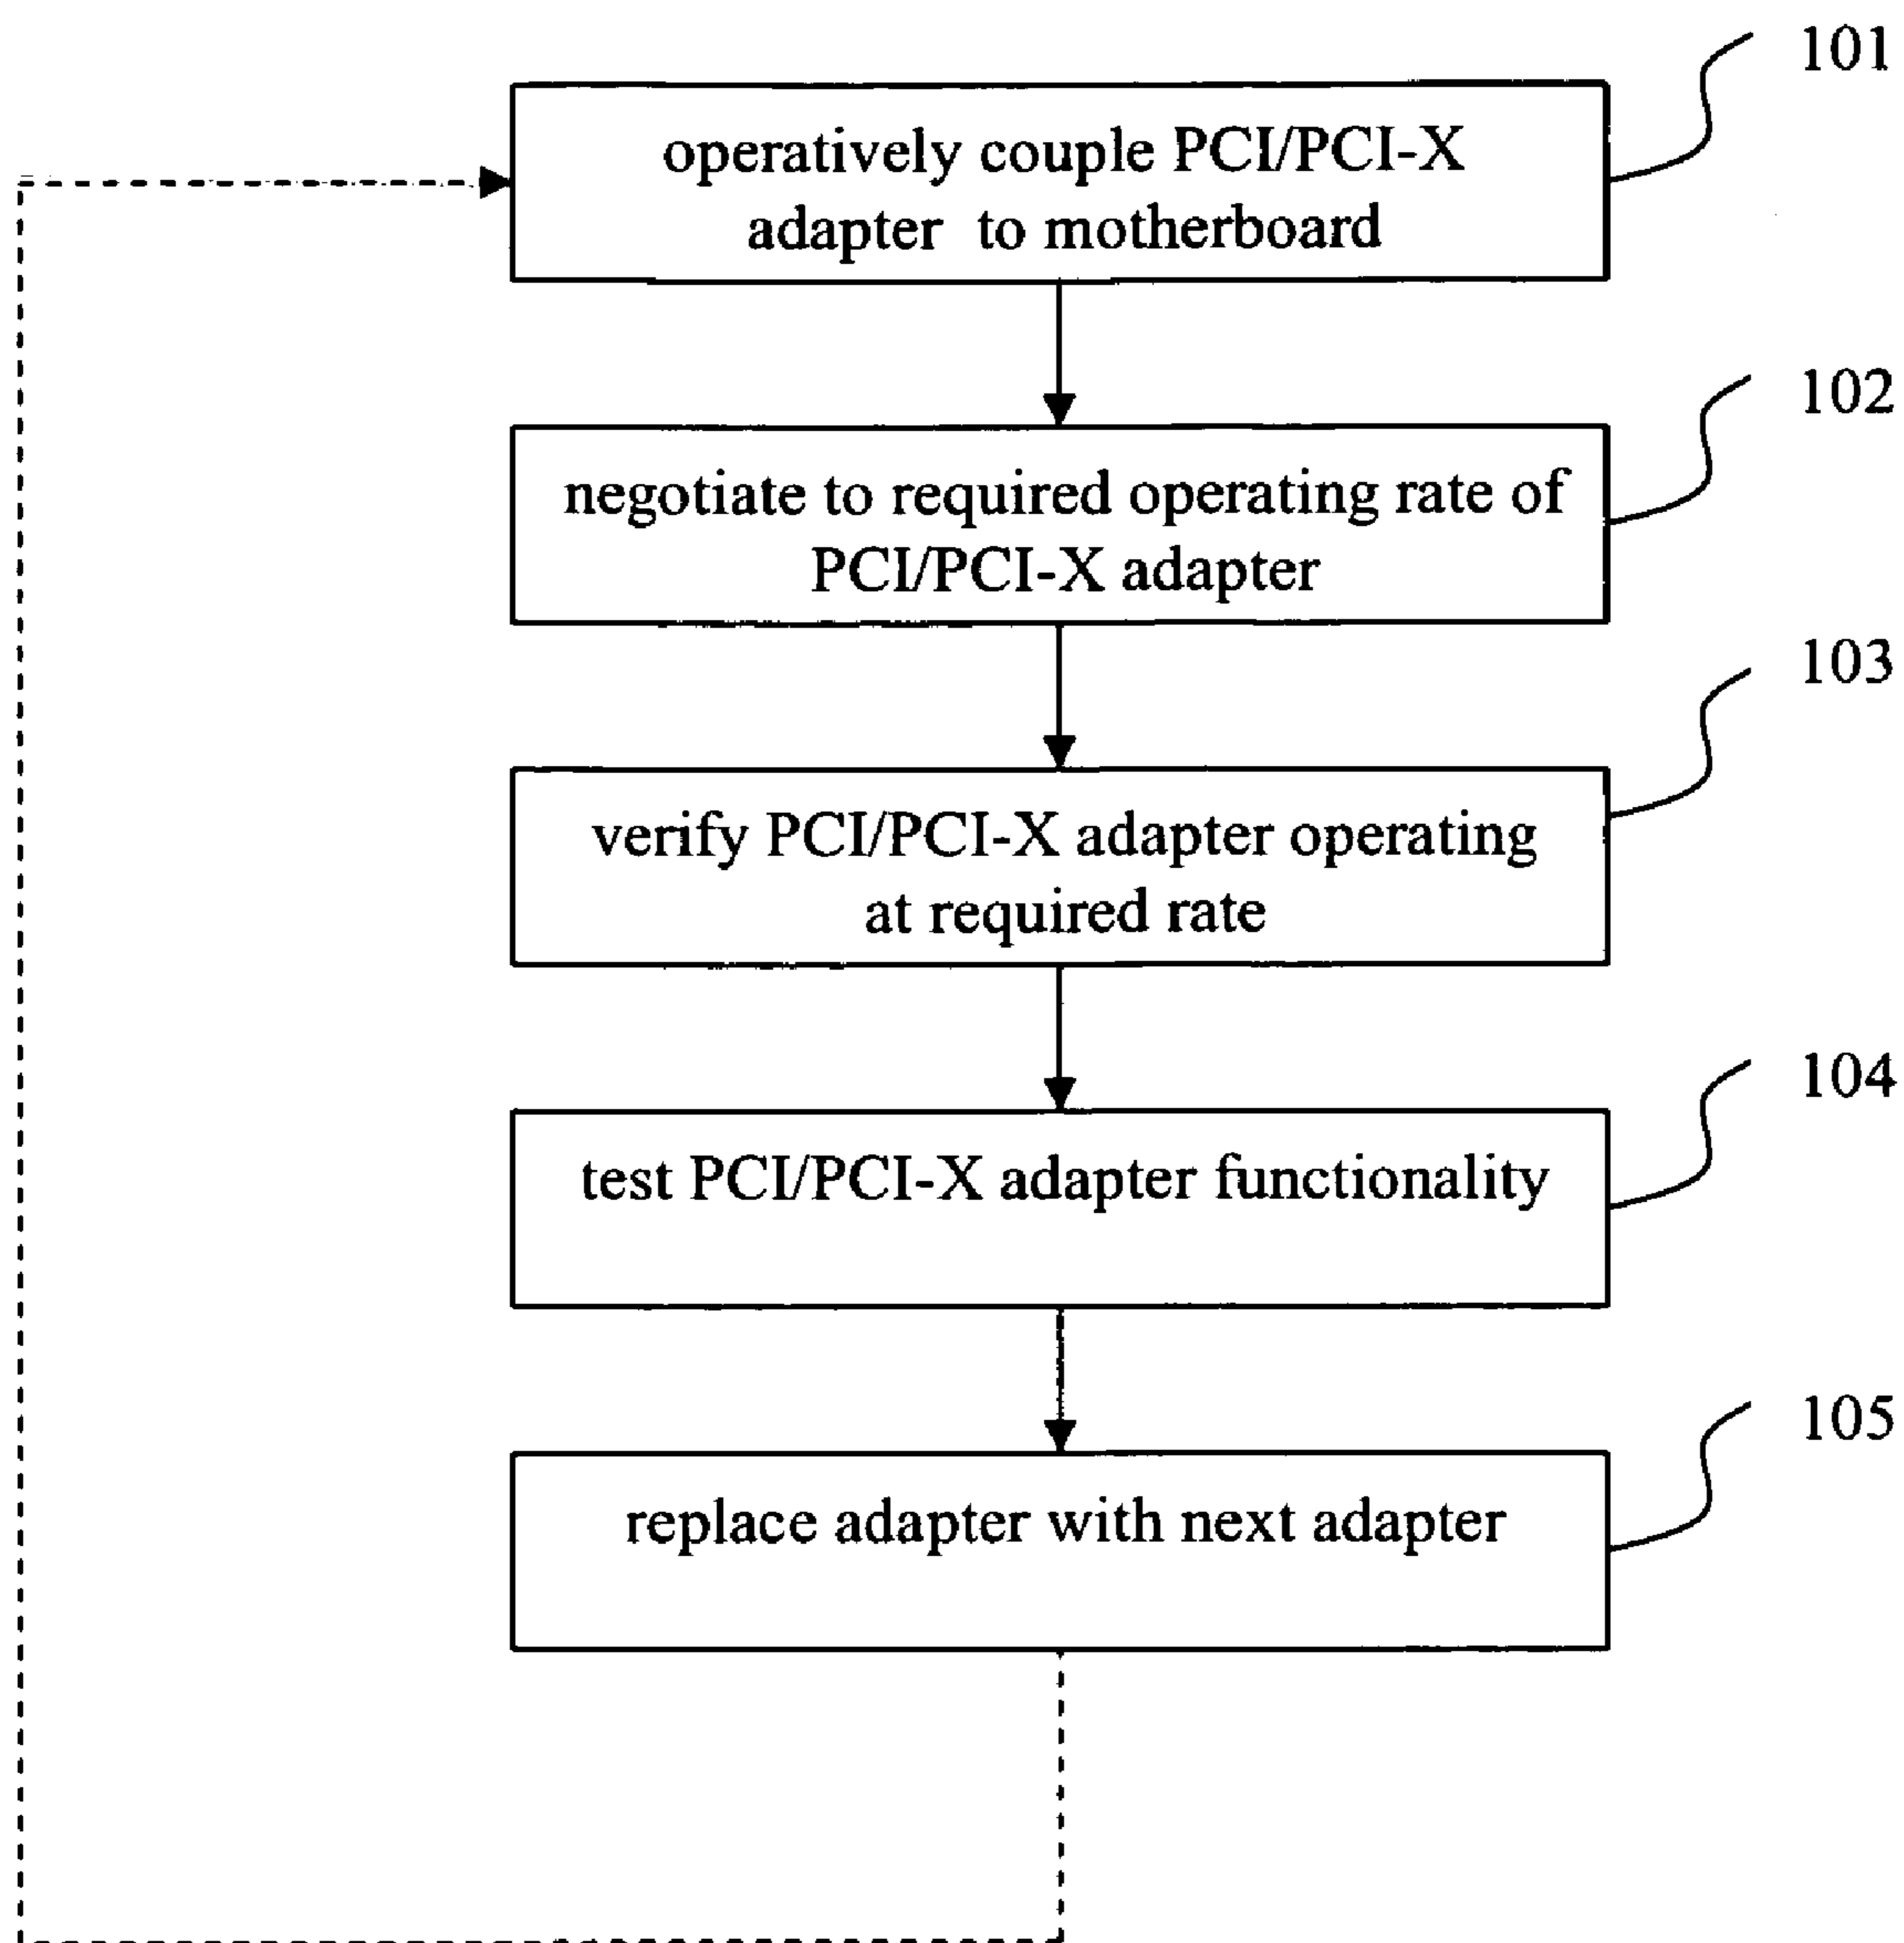 101
operatively couple PCI/PCI-X
adapter to motherboard
102
negotiate to required operating rate of
PCI/PCI-X adapter
103
verify PCI/PCI-X adapter operating
at required rate
104
test PCI/PCI-X adapter functionality
105
replace adapter with next adapter